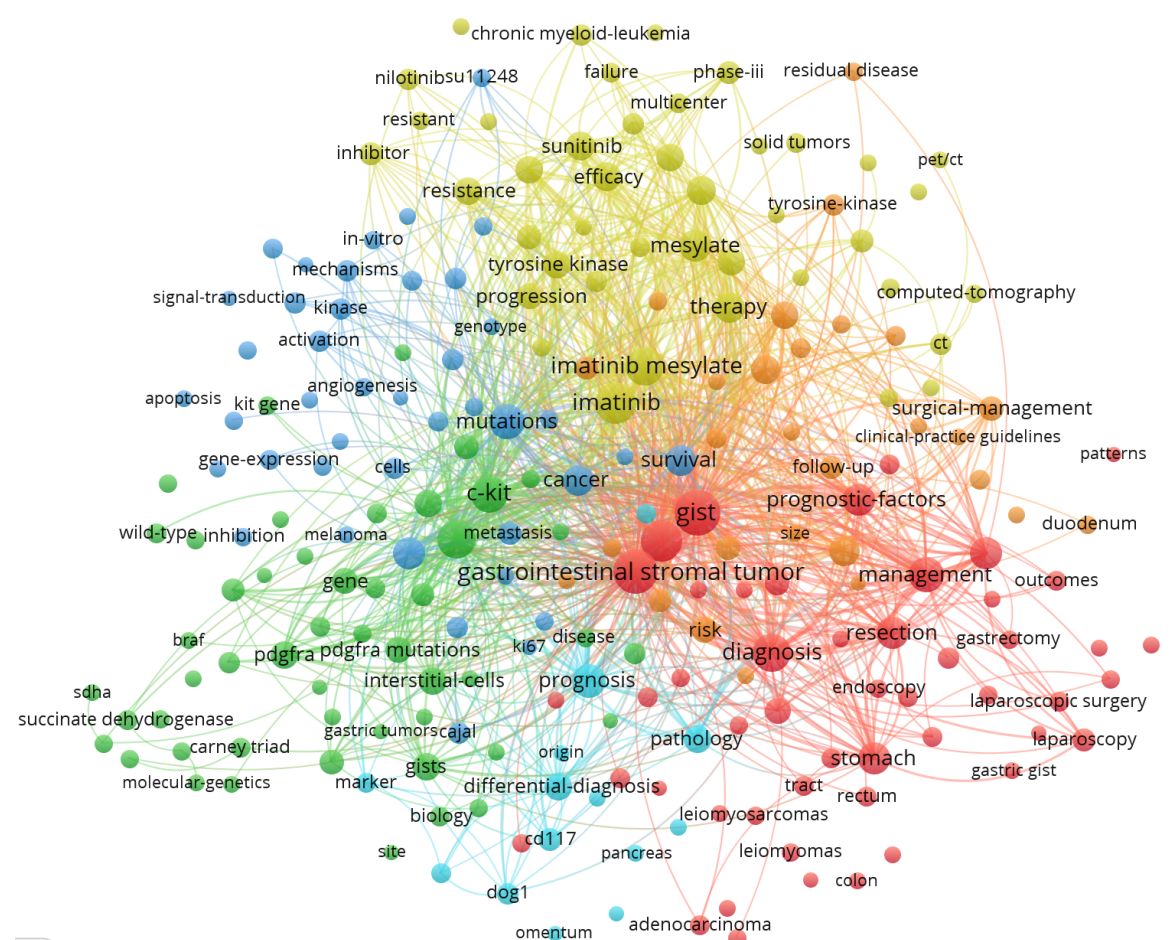 chronic myeloid-leukemia
nilotinib
su11248
failure
phase-iii
residual disease
multicenter
resistant
inhibitor
sunitinib
solid tumors
pet/ct
efficacy
resistance
tyrosine-kinase
in-vitro
mesylate
mechanisms
tyrosine kinase
signal-transduction
kinase
progression
therapy
computed-tomography
genotype
activation
ct
imatinib mesylate
angiogenesis
apoptosis
kit gene
imatinib
surgical-management
mutations
clinical-practice guidelines
patterns
gene-expression
cells
survival
follow-up
cancer
c-kit
prognostic-factors
gist
wild-type
inhibition
melanoma
metastasis
size
duodenum
gene
gastrointestinal stromal tumor
management
outcomes
braf
ki67
disease
risk
resection
gastrectomy
pdgfra
pdgfra mutations
diagnosis
interstitial-cells
prognosis
endoscopy
sdha
laparoscopic surgery
succinate dehydrogenase
gastric tumors
cajal
pathology
laparoscopy
carney triad
origin
stomach
gists
gastric gist
molecular-genetics
marker
differential-diagnosis
tract
rectum
biology
leiomyosarcomas
cd117
site
pancreas
leiomyomas
colon
dog1
adenocarcinoma
omentum